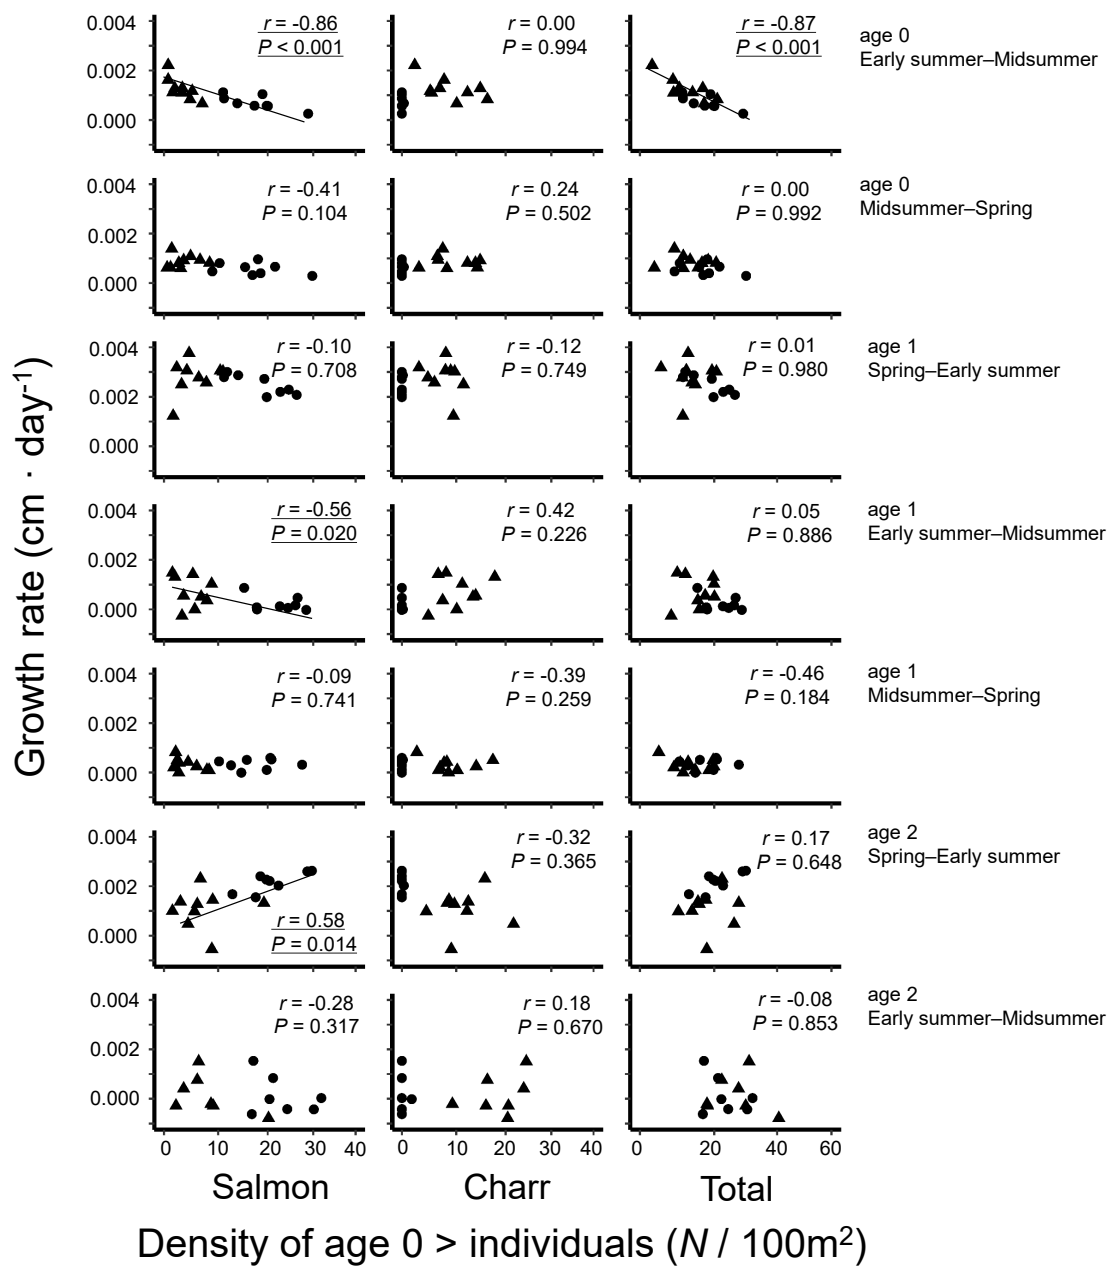 0.004
0.002
0.000
r = -0.86
P < 0.001
r = 0.00
P = 0.994
r = -0.87
P < 0.001
age 0
Early summer–Midsummer
0.004
0.002
0.000
r = -0.41
P = 0.104
r = 0.24
P = 0.502
r = 0.00
P = 0.992
age 0
Midsummer–Spring
0.004
0.002
0.000
r = -0.10
P = 0.708
r = -0.12
P = 0.749
r = 0.01
P = 0.980
age 1
Spring–Early summer
0.004
0.002
0.000
r = -0.56
P = 0.020
r = 0.42
P = 0.226
r = 0.05
P = 0.886
age 1
Early summer–Midsummer
0.004
0.002
0.000
r = -0.09
P = 0.741
r = -0.39
P = 0.259
r = -0.46
P = 0.184
age 1
Midsummer–Spring
0.004
0.002
0.000
r = 0.58
P = 0.014
r = -0.32
P = 0.365
r = 0.17
P = 0.648
age 2
Spring–Early summer
0.004
0.002
0.000
r = -0.28
P = 0.317
r = 0.18
P = 0.670
r = -0.08
P = 0.853
age 2
Early summer–Midsummer
Growth rate (cm · day⁻¹)
0 10 20 30 40
0 10 20 30 40
0 20 40 60
Salmon
Charr
Total
Density of age 0 > individuals (N / 100m²)